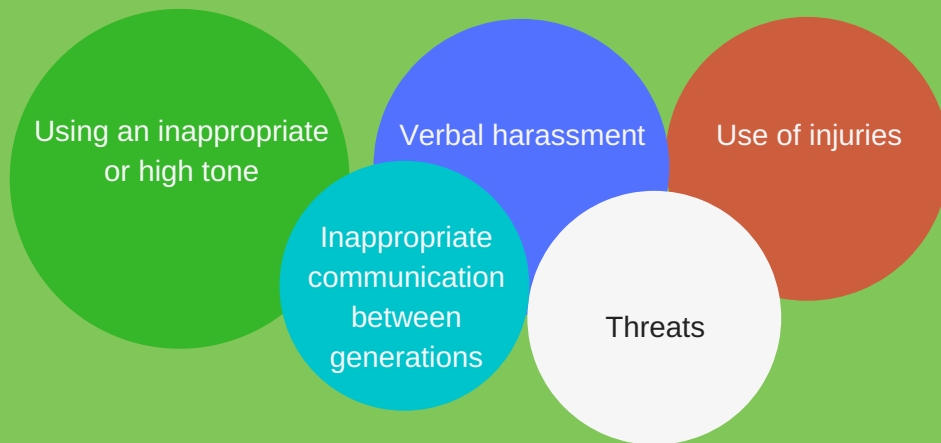 Using an inappropriate
or high tone
Verbal harassment
Use of injuries
Inappropriate
communication
between
generations
Threats